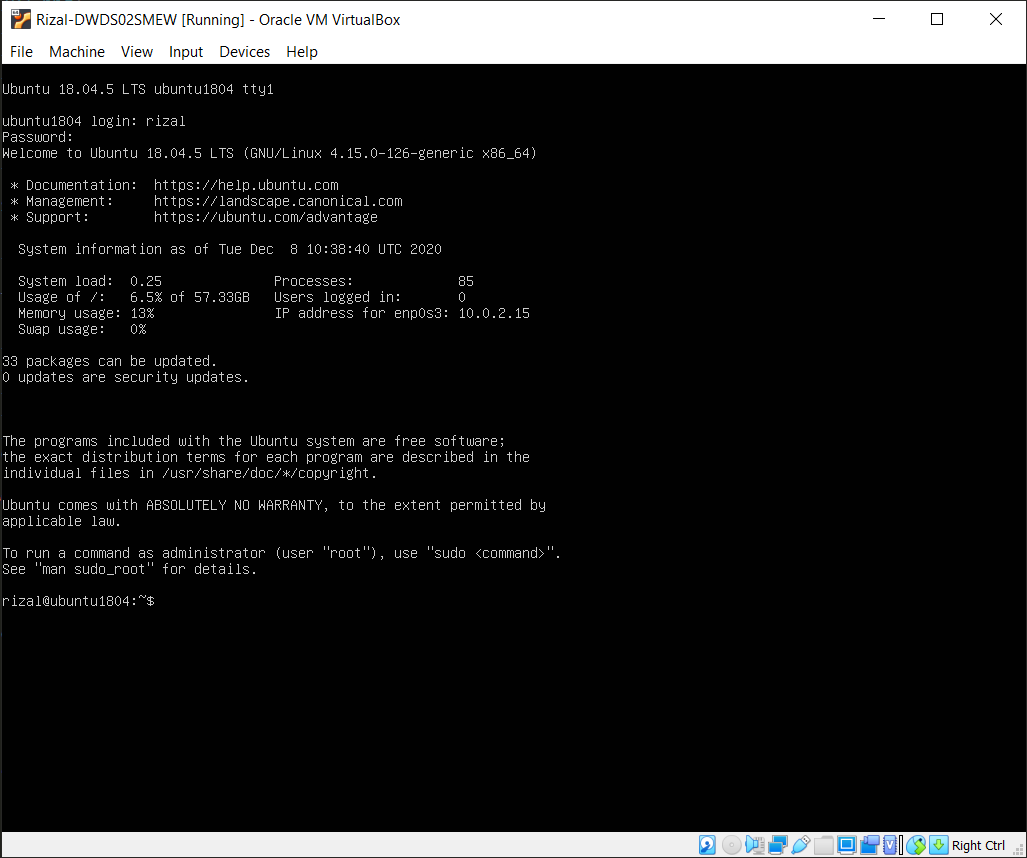 Rizal-DWDS02SMEW [Running] - Oracle VM VirtualBox
File Machine View Input Devices Help
Ubuntu 18.04.5 LTS ubuntu1804 tty1
ubuntu1804 login: rizal
Password:
Welcome to Ubuntu 18.04.5 LTS (GNU/Linux 4.15.0-126-generic x86_64)
* Documentation:  https://help.ubuntu.com
* Management:     https://landscape.canonical.com
* Support:        https://ubuntu.com/advantage
System information as of Tue Dec  8 10:38:40 UTC 2020
System load:  0.25              Processes:             85
Usage of /:   6.5% of 57.33GB   Users logged in:       0
Memory usage: 13%               IP address for enp0s3: 10.0.2.15
Swap usage:   0%
33 packages can be updated.
0 updates are security updates.
The programs included with the Ubuntu system are free software;
the exact distribution terms for each program are described in the
individual files in /usr/share/doc/*/copyright.
Ubuntu comes with ABSOLUTELY NO WARRANTY, to the extent permitted by
applicable law.
To run a command as administrator (user "root"), use "sudo <command>".
See "man sudo_root" for details.
rizal@ubuntu1804:~$
Right Ctrl